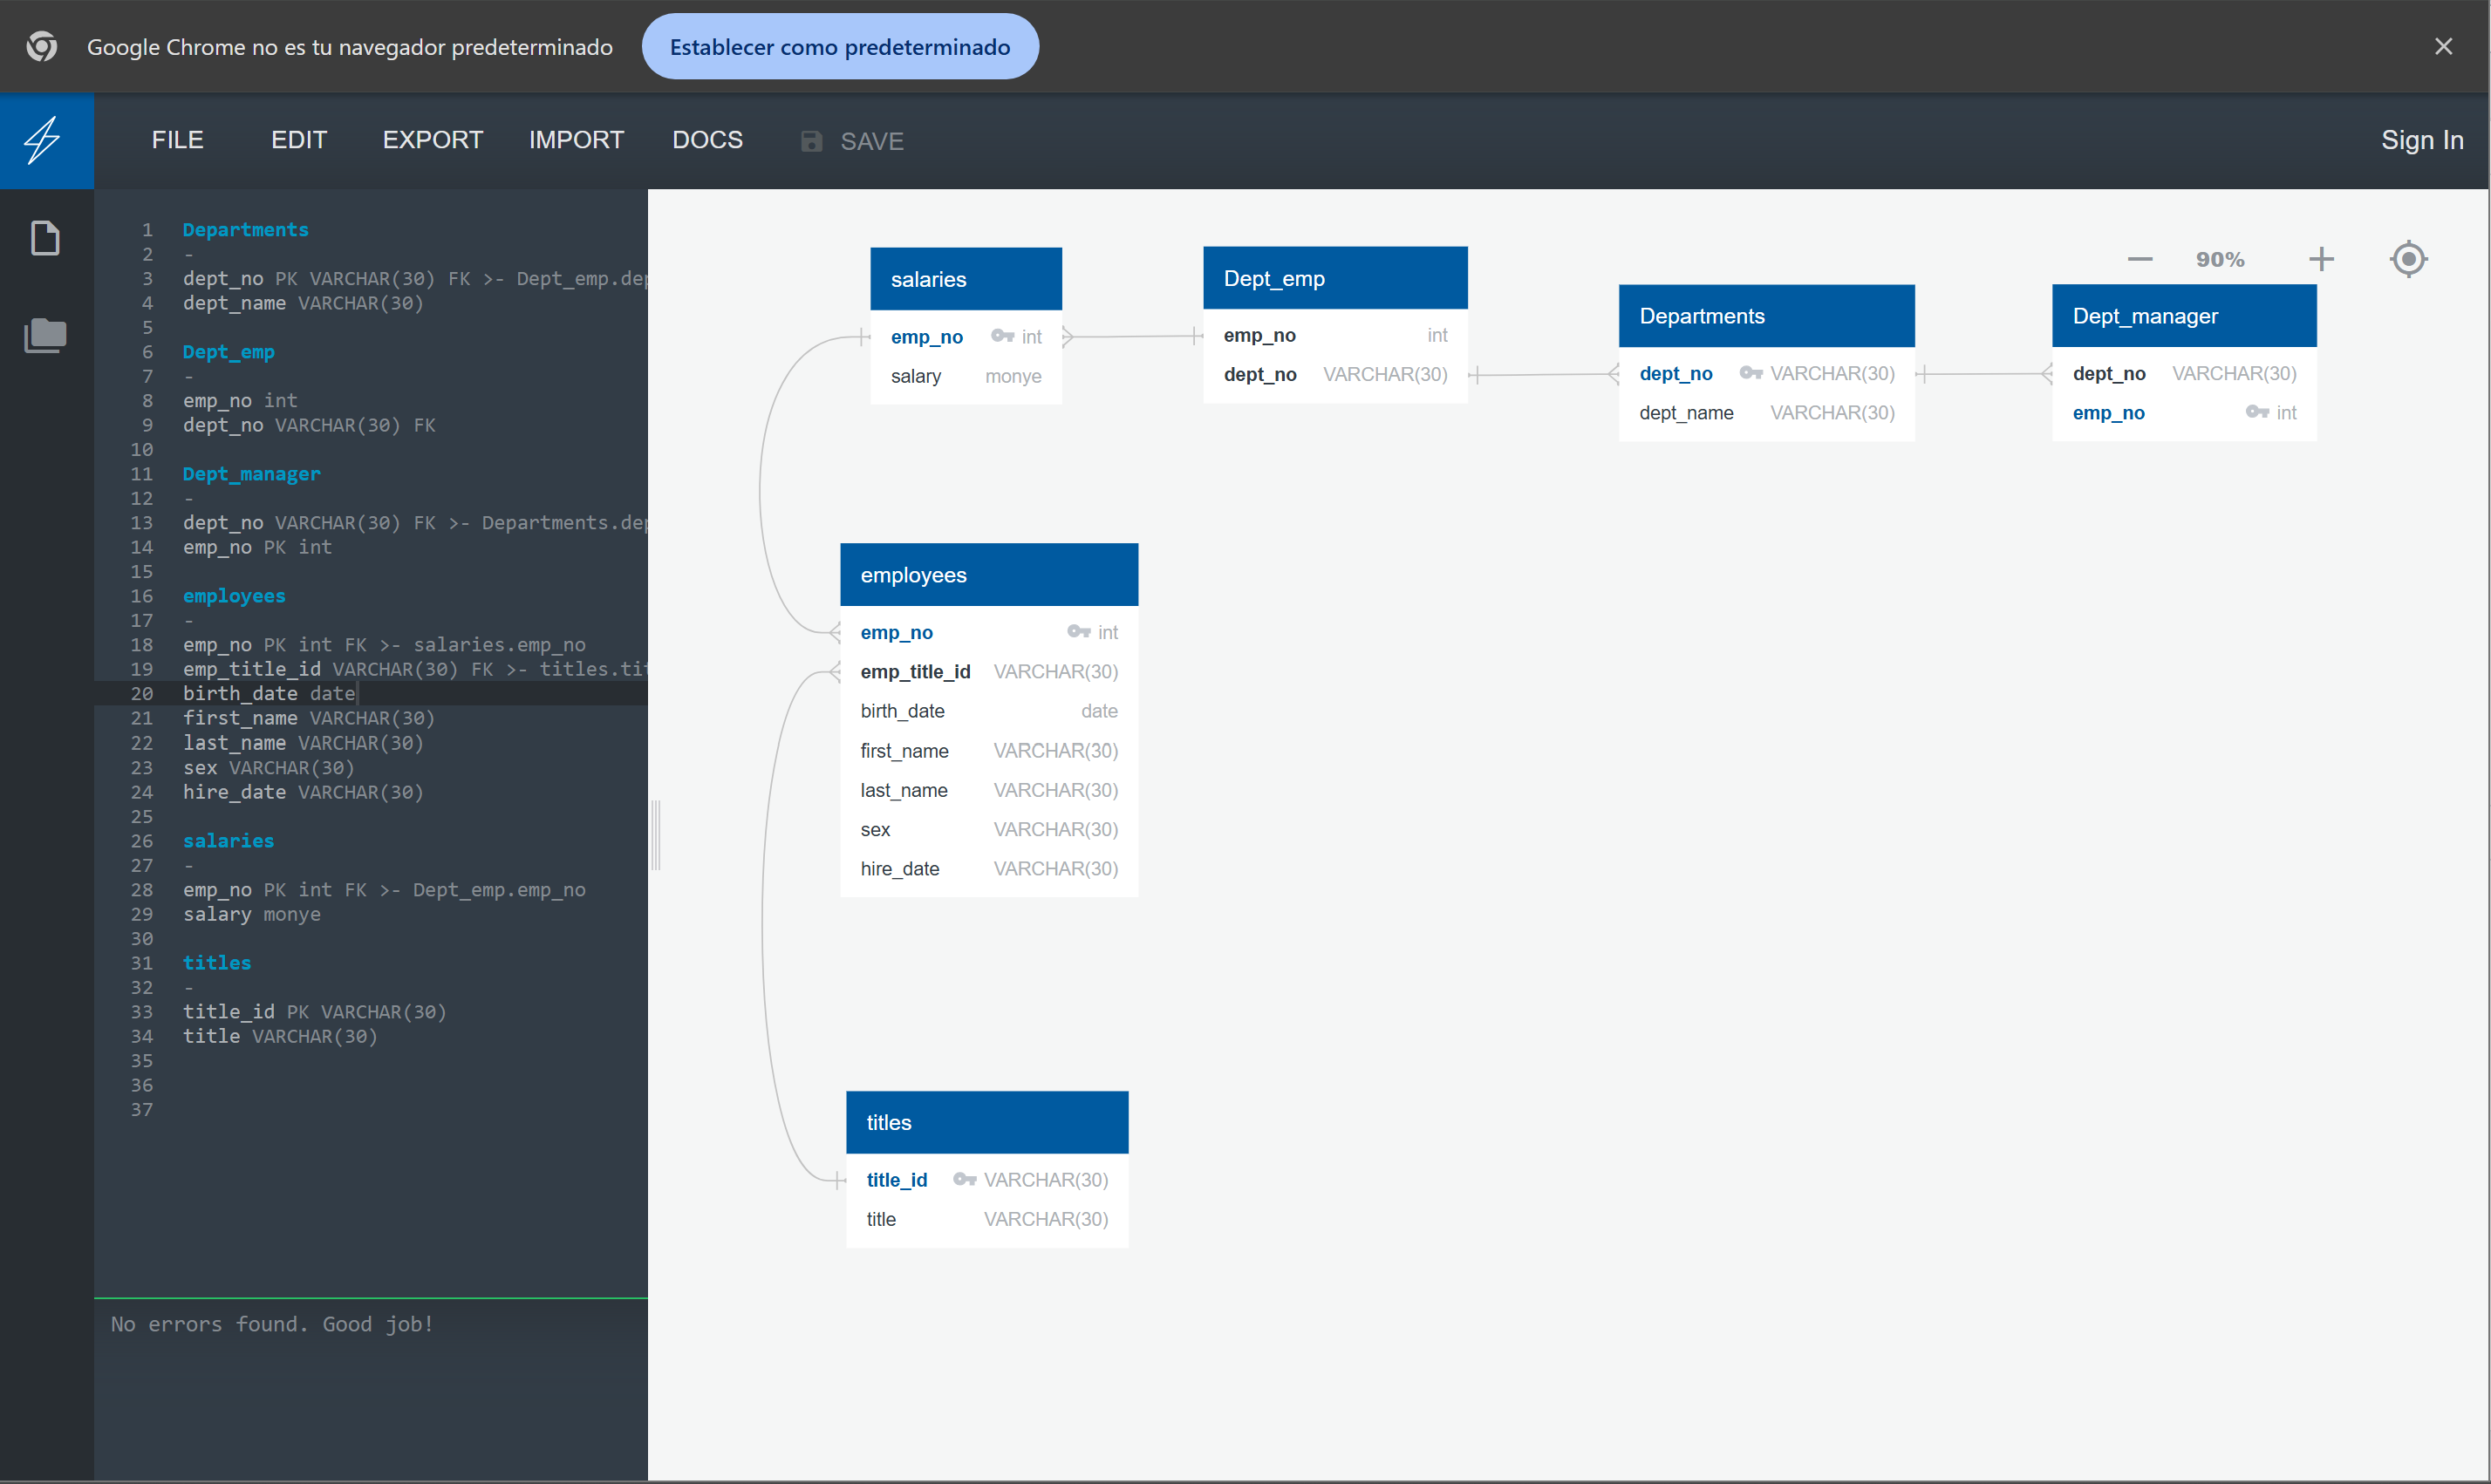 Google Chrome no es tu navegador predeterminado Establecer como predeterminado
FILE EDIT EXPORT IMPORT DOCS SAVE Sign In
1 Departments
2 -
3 dept_no PK VARCHAR(30) FK >- Dept_emp.dep
4 dept_name VARCHAR(30)
5
6 Dept_emp
7 -
8 emp_no int
9 dept_no VARCHAR(30) FK
10
11 Dept_manager
12 -
13 dept_no VARCHAR(30) FK >- Departments.dep
14 emp_no PK int
15
16 employees
17 -
18 emp_no PK int FK >- salaries.emp_no
19 emp_title_id VARCHAR(30) FK >- titles.tit
20 birth_date date
21 first_name VARCHAR(30)
22 last_name VARCHAR(30)
23 sex VARCHAR(30)
24 hire_date VARCHAR(30)
25
26 salaries
27 -
28 emp_no PK int FK >- Dept_emp.emp_no
29 salary monye
30
31 titles
32 -
33 title_id PK VARCHAR(30)
34 title VARCHAR(30)
35
36
37
No errors found. Good job!
90%
salaries
emp_no int
salary monye
Dept_emp
emp_no int
dept_no VARCHAR(30)
Departments
dept_no VARCHAR(30)
dept_name VARCHAR(30)
Dept_manager
dept_no VARCHAR(30)
emp_no int
employees
emp_no int
emp_title_id VARCHAR(30)
birth_date date
first_name VARCHAR(30)
last_name VARCHAR(30)
sex VARCHAR(30)
hire_date VARCHAR(30)
titles
title_id VARCHAR(30)
title VARCHAR(30)